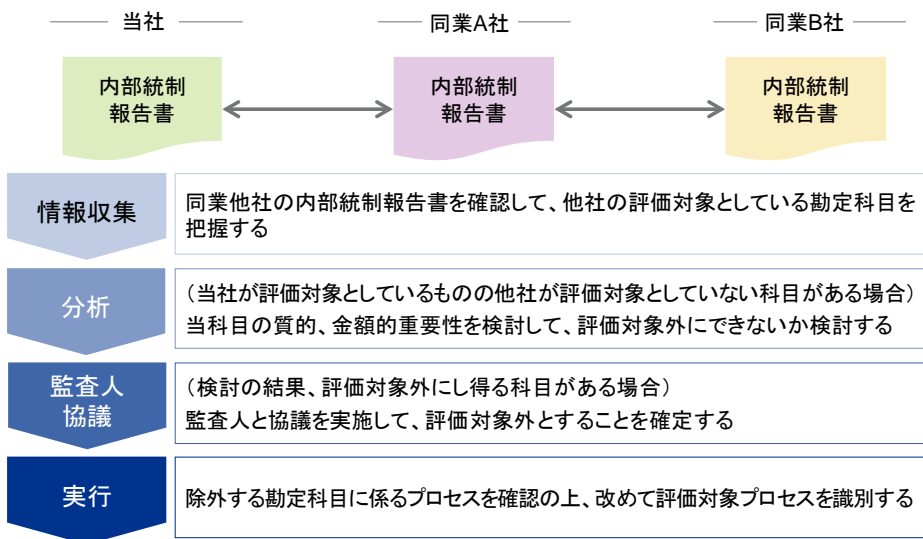 当社
同業A社
同業B社
内部統制
報告書
内部統制
報告書
内部統制
報告書
情報収集
同業他社の内部統制報告書を確認して、他社の評価対象としている勘定科目を
把握する
分析
（当社が評価対象としているものの他社が評価対象としていない科目がある場合）
当科目の質的、金額的重要性を検討して、評価対象外にできないか検討する
監査人
協議
（検討の結果、評価対象外にし得る科目がある場合）
監査人と協議を実施して、評価対象外とすることを確定する
実行
除外する勘定科目に係るプロセスを確認の上、改めて評価対象プロセスを識別する